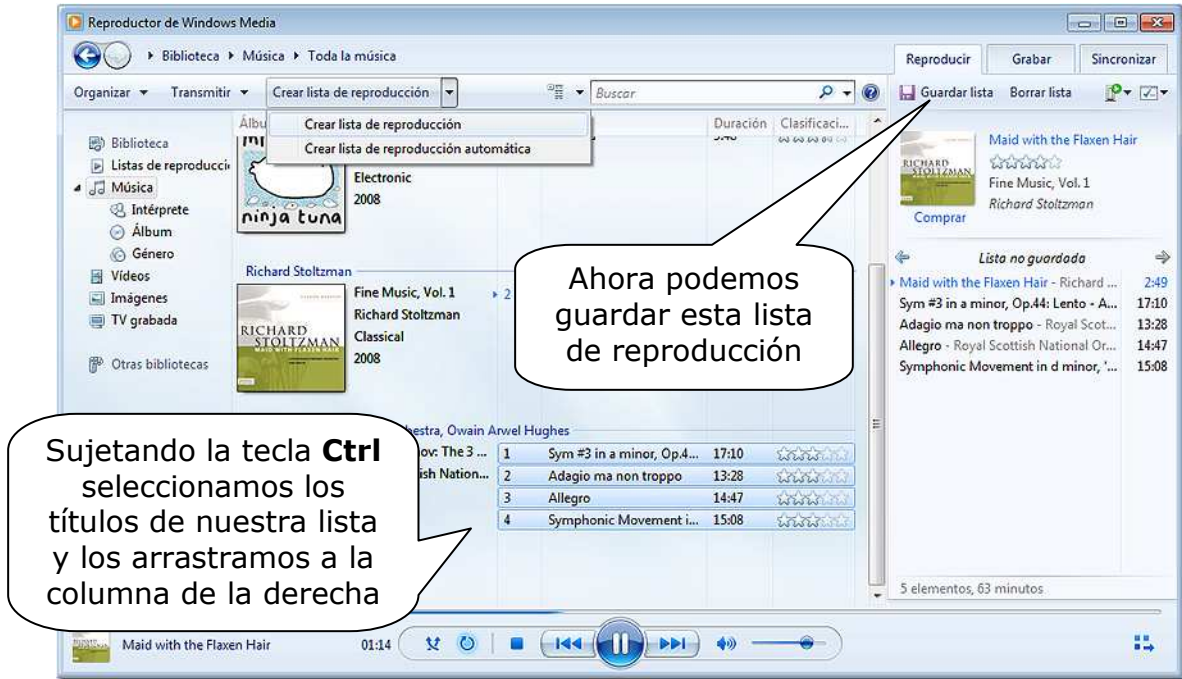 Reproductor de Windows Media
Biblioteca ▸ Música ▸ Toda la música
Reproducir Grabar Sincronizar
Organizar Transmitir Crear lista de reproducción Buscar
Guardar lista Borrar lista
Crear lista de reproducción
Crear lista de reproducción automática
Duración Clasificaci...
Biblioteca
Listas de reproducci
Música
Intérprete
Álbum
Género
Vídeos
Imágenes
TV grabada
Otras bibliotecas
ninja tuna
Electronic
2008
Richard Stoltzman
RICHARD
STOLTZMAN
Fine Music, Vol. 1
Richard Stoltzman
Classical
2008
2
Owain Arwel Hughes
ov: The 3 ...
ish Nation...
1 Sym #3 in a minor, Op.4... 17:10
2 Adagio ma non troppo 13:28
3 Allegro 14:47
4 Symphonic Movement i... 15:08
Ahora podemos
guardar esta lista
de reproducción
Sujetando la tecla Ctrl
seleccionamos los
títulos de nuestra lista
y los arrastramos a la
columna de la derecha
RICHARD
STOLTZMAN
Comprar
Maid with the Flaxen Hair
Fine Music, Vol. 1
Richard Stoltzman
Lista no guardada
Maid with the Flaxen Hair - Richard ... 2:49
Sym #3 in a minor, Op.44: Lento - A... 17:10
Adagio ma non troppo - Royal Scot... 13:28
Allegro - Royal Scottish National Or... 14:47
Symphonic Movement in d minor, '... 15:08
5 elementos, 63 minutos
Maid with the Flaxen Hair 01:14